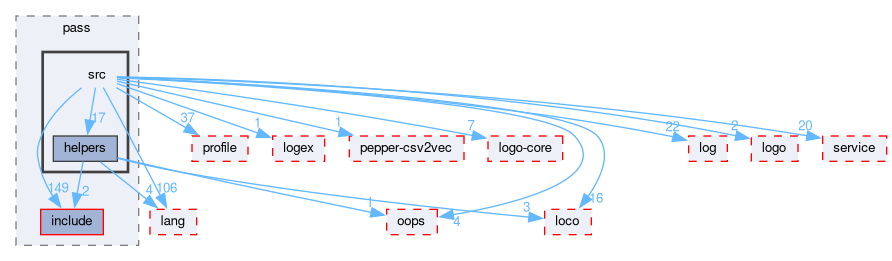 pass
src
17
37
1
1
7
22
2
20
helpers
profile
logex
pepper-csv2vec
logo-core
log
logo
service
149
2
4
106
1
4
3
16
include
lang
oops
loco